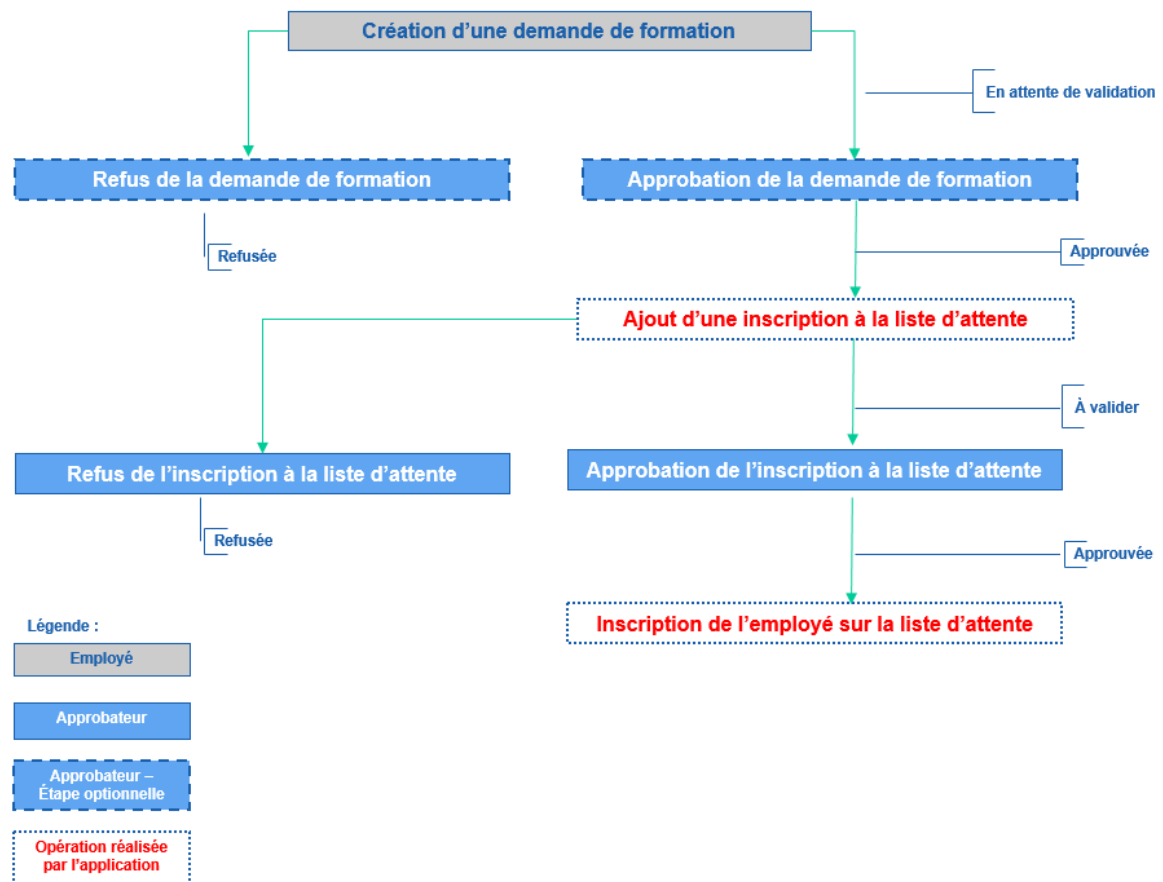 Création d’une demande de formation
En attente de validation
Refus de la demande de formation
Approbation de la demande de formation
Refusée
Approuvée
Ajout d’une inscription à la liste d’attente
À valider
Refus de l’inscription à la liste d’attente
Approbation de l’inscription à la liste d’attente
Refusée
Approuvée
Inscription de l’employé sur la liste d’attente
Légende :
Employé
Approbateur
Approbateur –
Étape optionnelle
Opération réalisée
par l’application